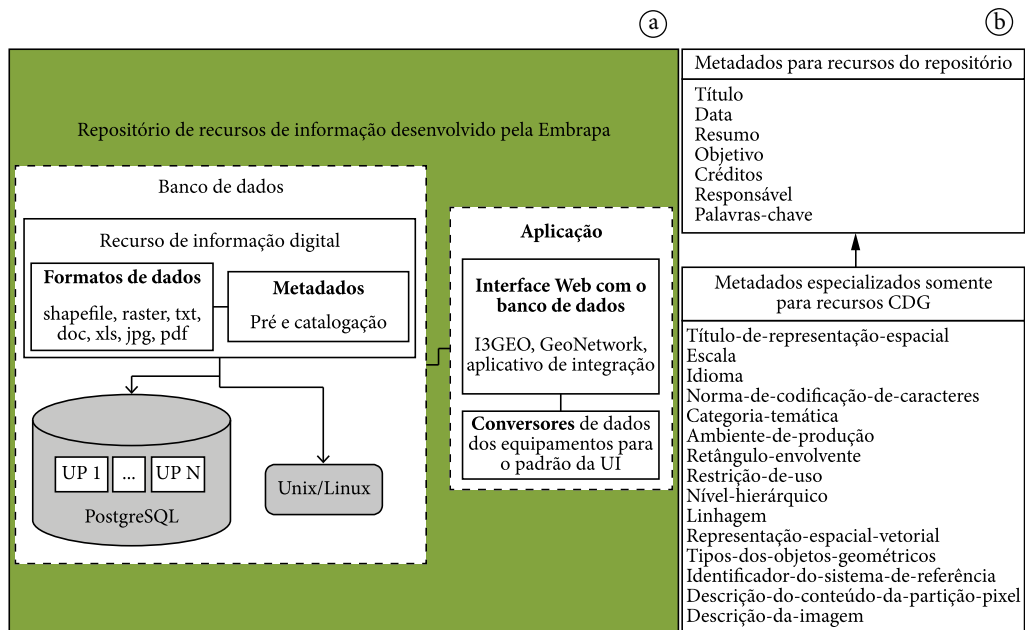 a
b
Repositório de recursos de informação desenvolvido pela Embrapa
Banco de dados
Recurso de informação digital
Formatos de dados
shapefile, raster, txt,
doc, xls, jpg, pdf
Metadados
Pré e catalogação
UP 1
...
UP N
PostgreSQL
Unix/Linux
Aplicação
Interface Web com o
banco de dados
I3GEO, GeoNetwork,
aplicativo de integração
Conversores de dados
dos equipamentos para
o padrão da UI
Metadados para recursos do repositório
Título
Data
Resumo
Objetivo
Créditos
Responsável
Palavras-chave
Metadados especializados somente
para recursos CDG
Título-de-representação-espacial
Escala
Idioma
Norma-de-codificação-de-caracteres
Categoria-temática
Ambiente-de-produção
Retângulo-envolvente
Restrição-de-uso
Nível-hierárquico
Linhagem
Representação-espacial-vetorial
Tipos-dos-objetos-geométricos
Identificador-do-sistema-de-referência
Descrição-do-conteúdo-da-partição-pixel
Descrição-da-imagem